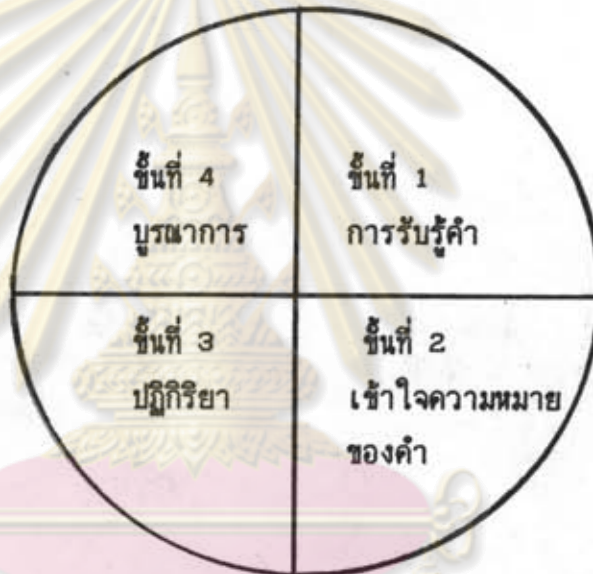 ขั้นที่ 4
บูรณาการ
ขั้นที่ 1
การรับรู้คำ
ขั้นที่ 3
ปฏิกิริยา
ขั้นที่ 2
เข้าใจความหมาย
ของคำ